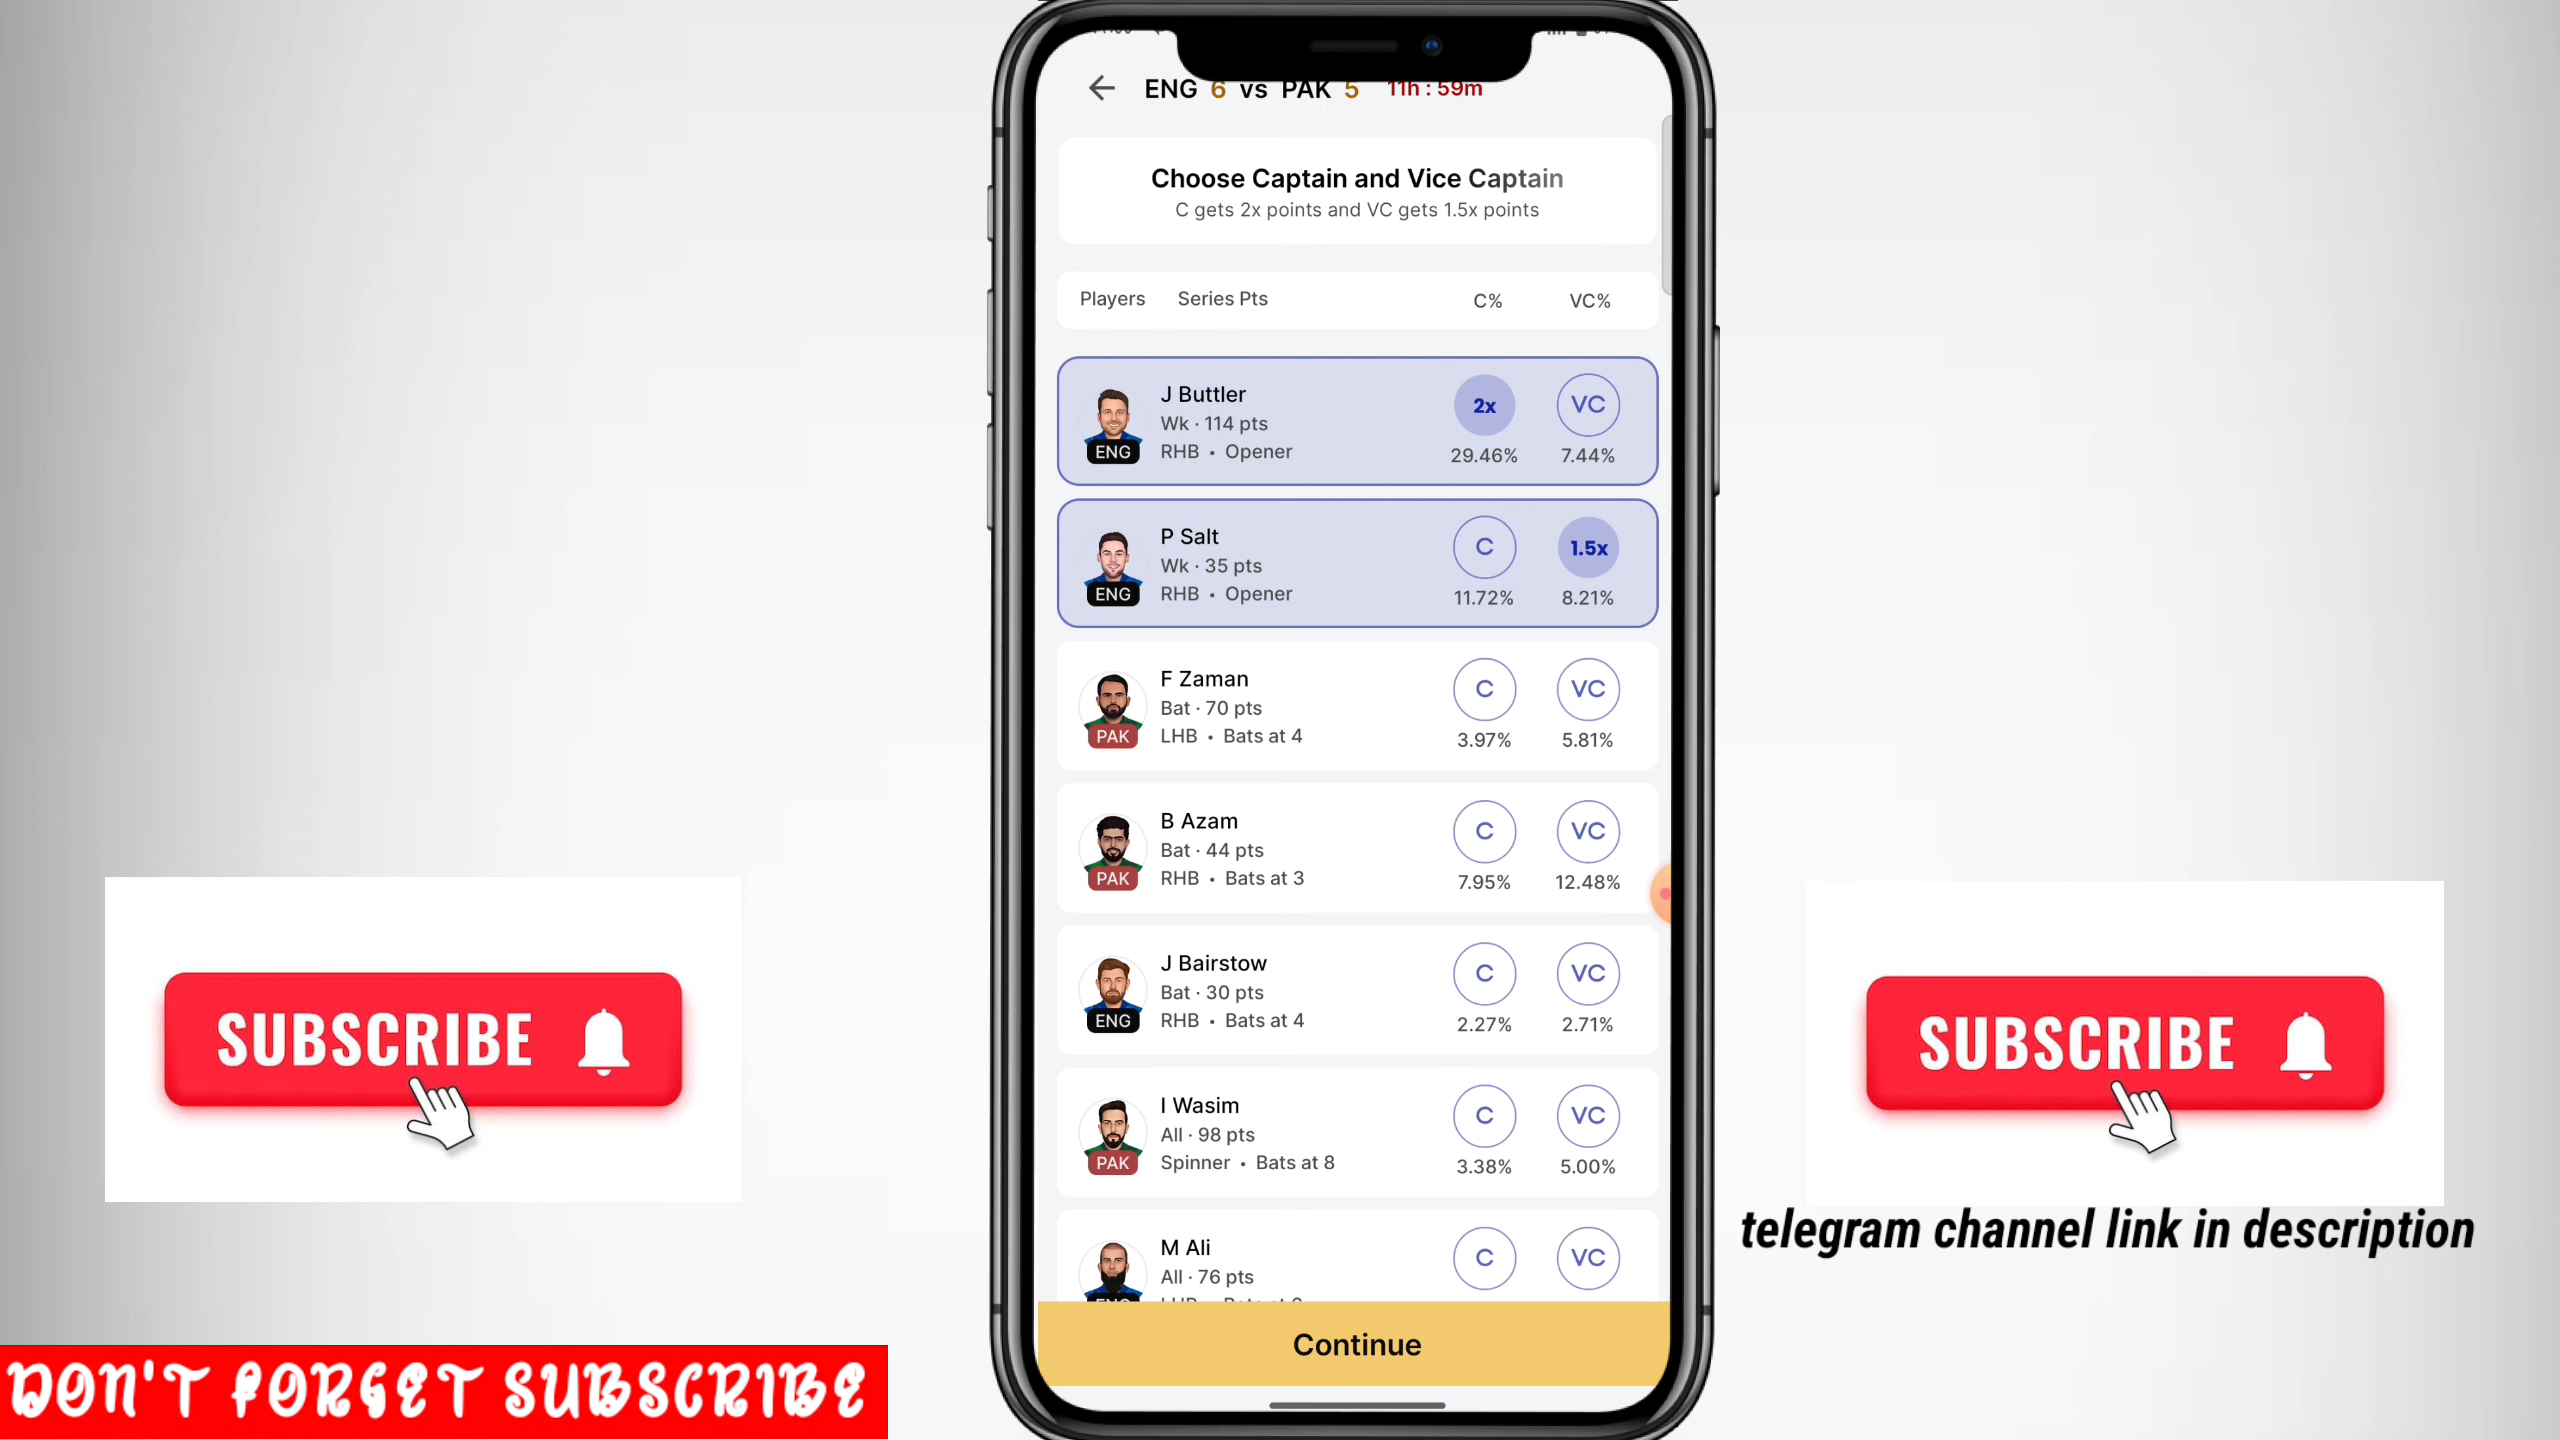 ENG 6 vs PAK 5 11h : 59m
Choose Captain and Vice Captain
C gets 2x points and VC gets 1.5x points
Players Series Pts C% VC%
J Buttler
Wk · 114 pts
RHB • Opener
ENG
2x VC
29.46% 7.44%
P Salt
Wk · 35 pts
RHB • Opener
ENG
C 1.5x
11.72% 8.21%
F Zaman
Bat · 70 pts
LHB • Bats at 4
PAK
C VC
3.97% 5.81%
B Azam
Bat · 44 pts
RHB • Bats at 3
PAK
C VC
7.95% 12.48%
J Bairstow
Bat · 30 pts
RHB • Bats at 4
ENG
C VC
2.27% 2.71%
I Wasim
All · 98 pts
Spinner • Bats at 8
PAK
C VC
3.38% 5.00%
M Ali
All · 76 pts
C VC
Continue
SUBSCRIBE
SUBSCRIBE
telegram channel link in description
DON'T FORGET SUBSCRIBE